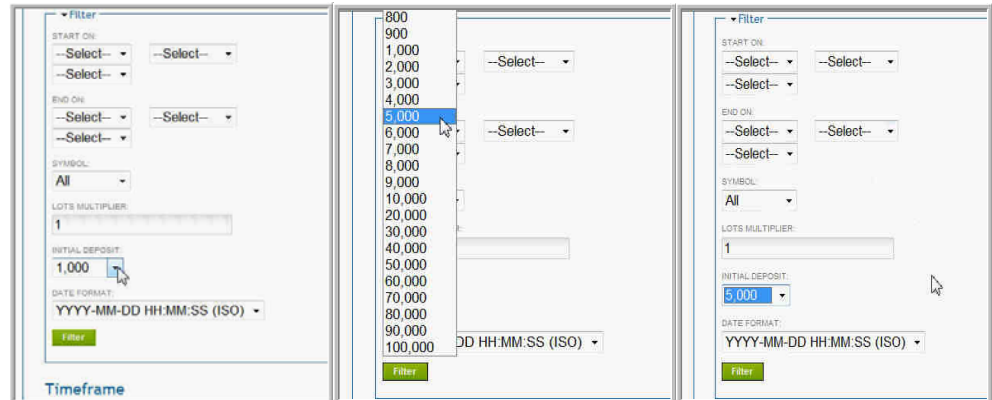 Filter
START ON:
--Select-- --Select--
--Select--
END ON:
--Select-- --Select--
--Select--
SYMBOL:
All
LOTS MULTIPLIER:
1
INITIAL DEPOSIT:
1,000
DATE FORMAT:
YYYY-MM-DD HH:MM:SS (ISO)
Filter
Timeframe
800
900
1,000
2,000
--Select--
3,000
4,000
5,000
6,000
--Select--
7,000
8,000
9,000
10,000
20,000
30,000
40,000
50,000
60,000
70,000
80,000
90,000
DD HH:MM:SS (ISO)
100,000
Filter
Filter
START ON:
--Select-- --Select--
--Select--
END ON:
--Select-- --Select--
--Select--
SYMBOL:
All
LOTS MULTIPLIER:
1
INITIAL DEPOSIT:
5,000
DATE FORMAT:
YYYY-MM-DD HH:MM:SS (ISO)
Filter